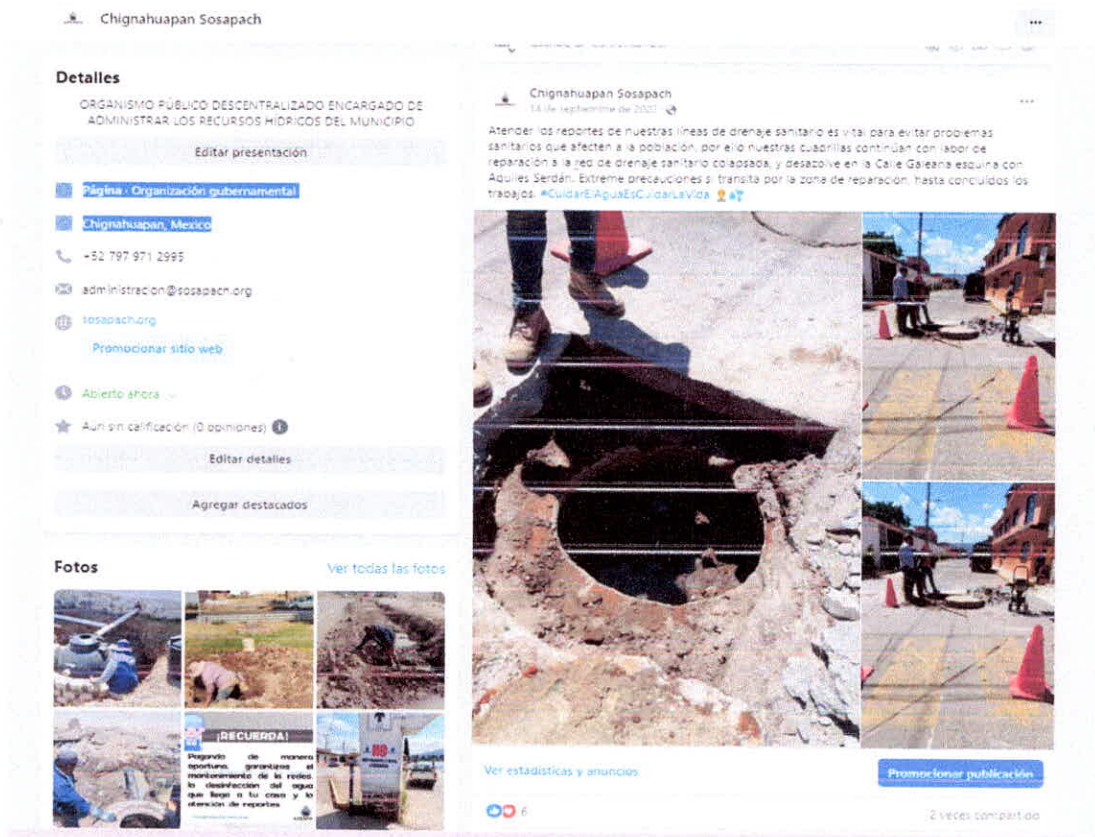 Chignahuapan Sosapach
Detalles
ORGANISMO PÚBLICO DESCENTRALIZADO ENCARGADO DE
ADMINISTRAR LOS RECURSOS HÍDRICOS DEL MUNICIPIO
Editar presentación
Página · Organización gubernamental
Chignahuapan, Mexico
+52 797 971 2995
administracion@sosapach.org
sosapach.org
Promocionar sitio web
Abierto ahora
Aún sin calificación (0 opiniones)
Editar detalles
Agregar destacados
Fotos
Ver todas las fotos
¡RECUERDA!
Pagando de manera
oportuna, garantizas el
mantenimiento de la redes,
la desinfección del agua
que llega a tu casa y la
atención de reportes
Chignahuapan Sosapach
14 de septiembre de
Atender los reportes de nuestras líneas de drenaje sanitario es vital para evitar problemas
sanitarios que afecten a la población, por ello nuestras cuadrillas continúan con labor de
reparación a la red de drenaje sanitario colapsada, y desazolve en la Calle Galeana esquina con
Aquiles Serdán. Extreme precauciones si transita por la zona de reparación, hasta concluidos los
trabajos. #CuidarElAguaEsCuidarLaVida
Ver estadísticas y anuncios
Promocionar publicación
6
2 veces compartido